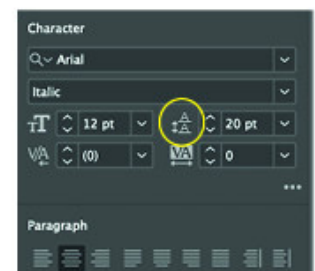 Character
Arial
Italic
12 pt 20 pt
(0) 0
Paragraph